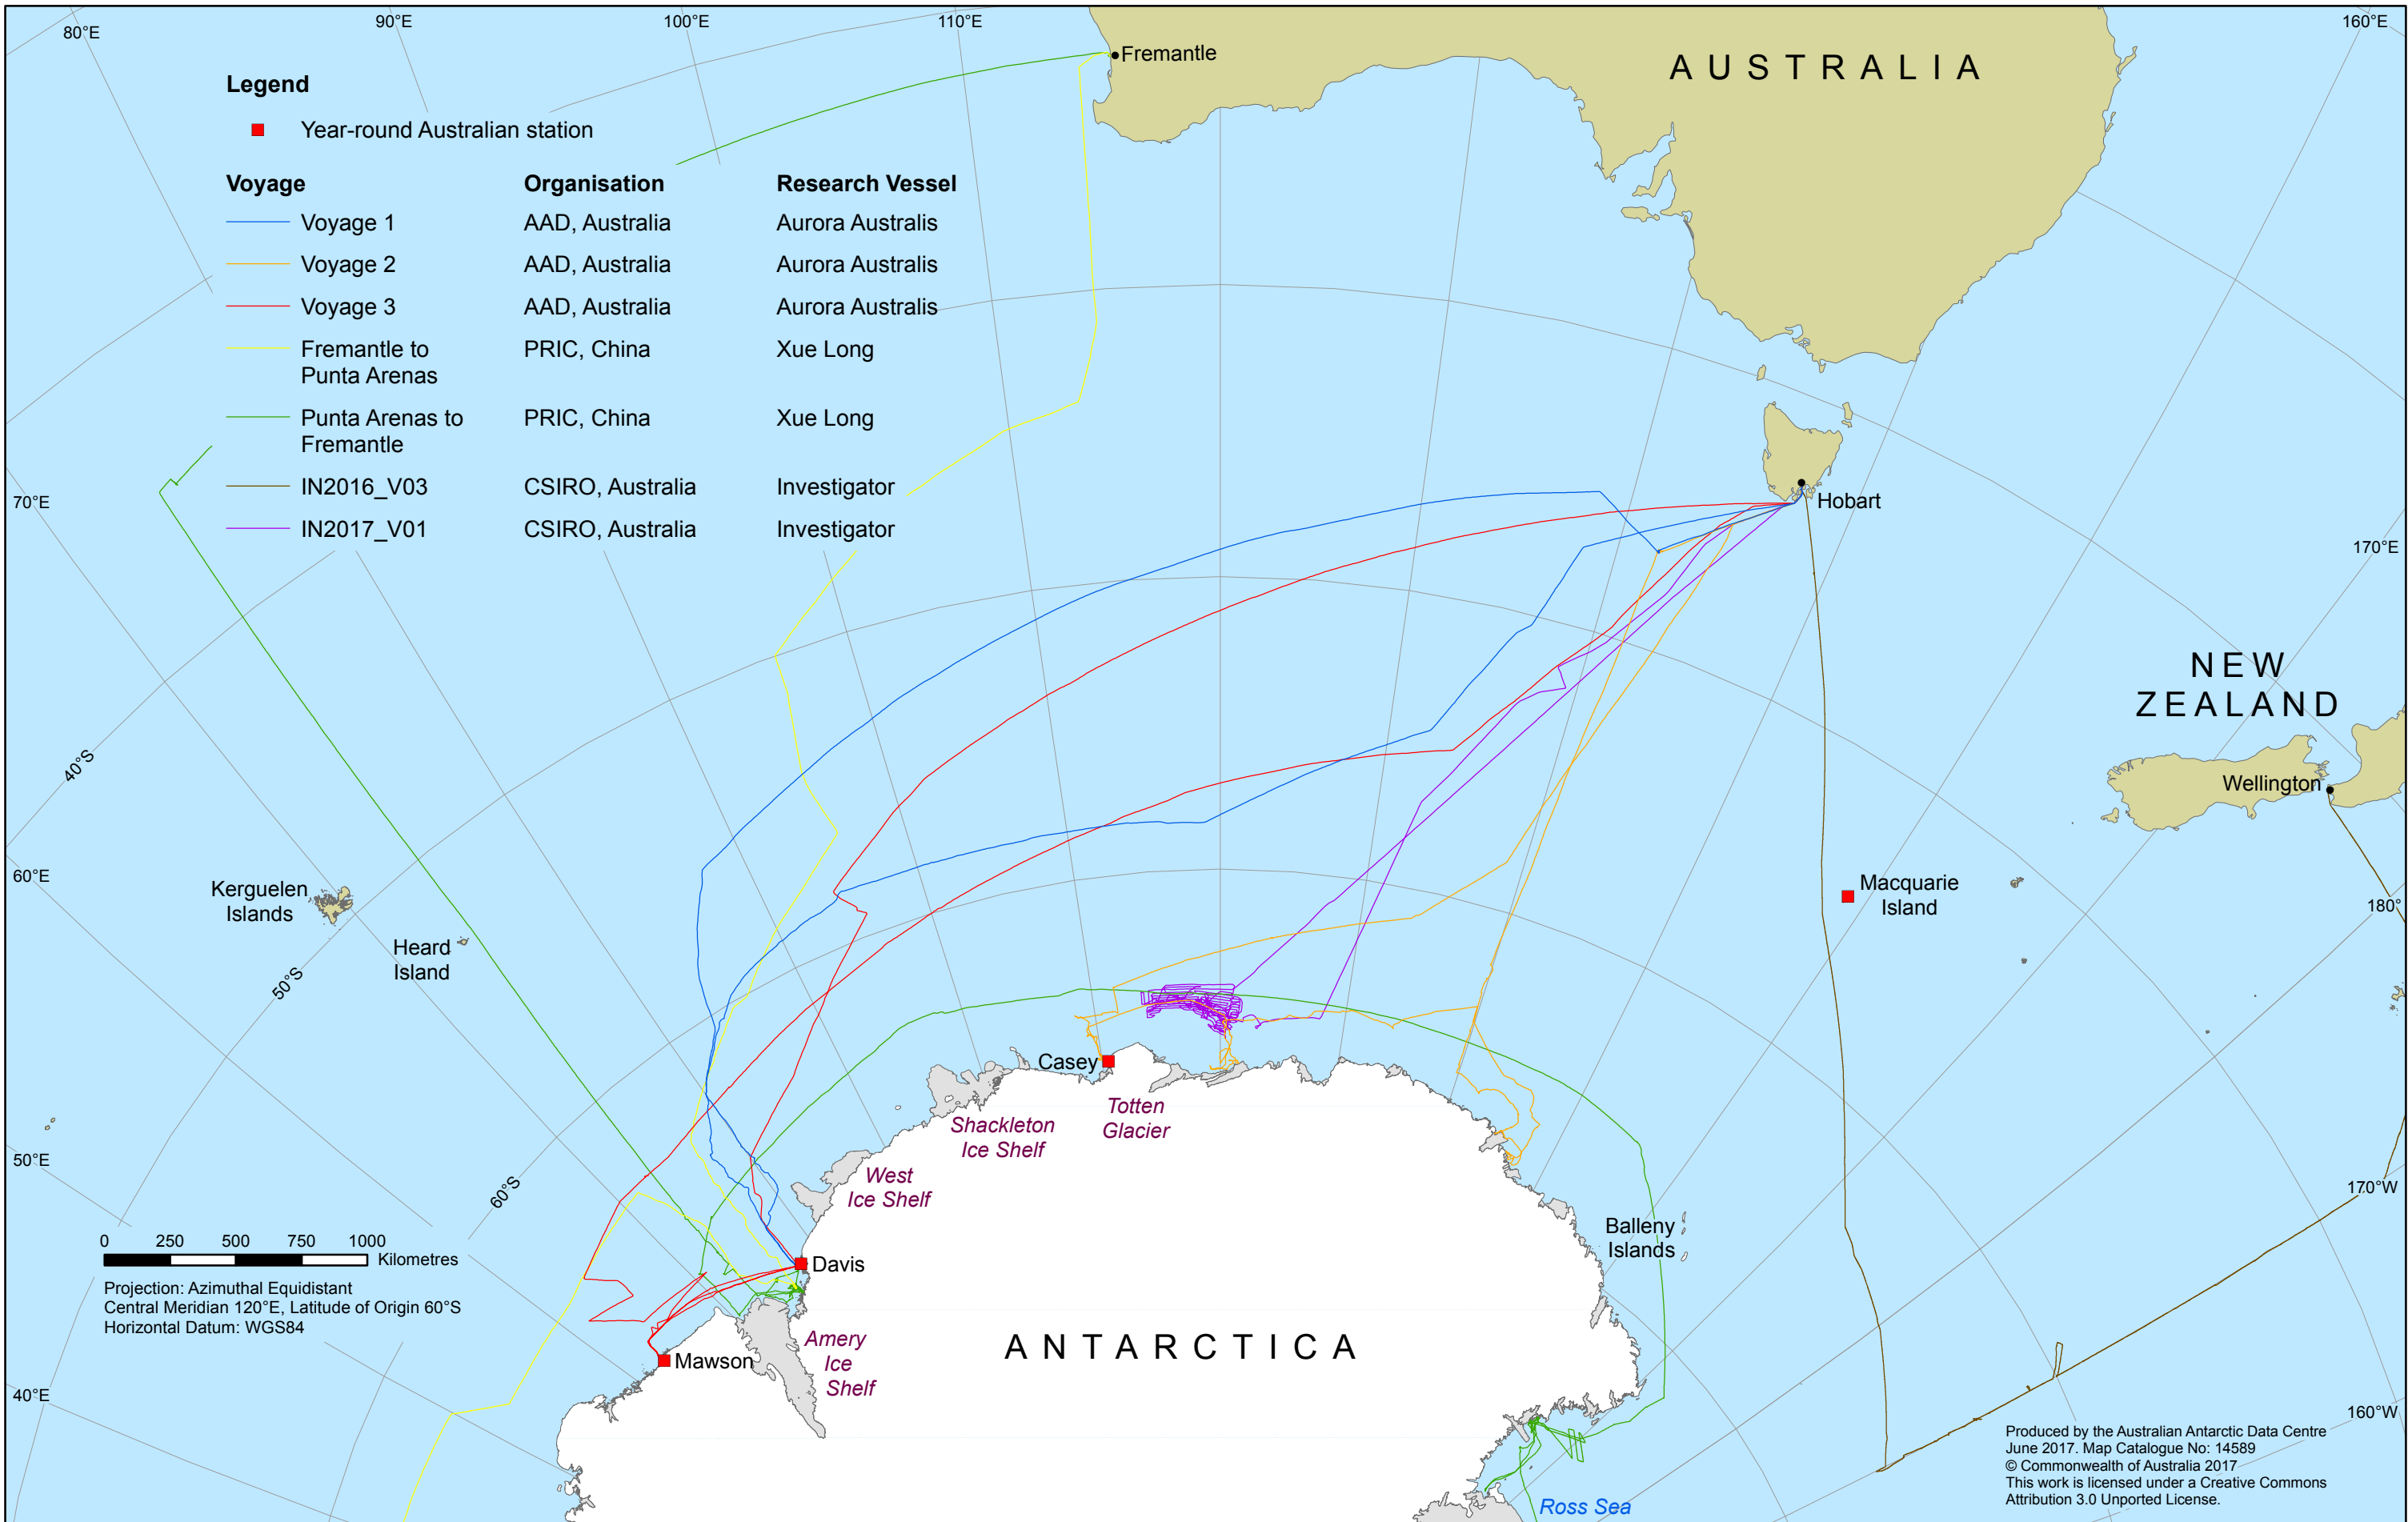 80°E
90°E
100°E
110°E
160°E
Fremantle
AUSTRALIA
Legend
Year-round Australian station
Voyage Organisation Research Vessel
Voyage 1 AAD, Australia Aurora Australis
Voyage 2 AAD, Australia Aurora Australis
Voyage 3 AAD, Australia Aurora Australis
Fremantle to
Punta Arenas PRIC, China Xue Long
Punta Arenas to
Fremantle PRIC, China Xue Long
IN2016_V03 CSIRO, Australia Investigator
IN2017_V01 CSIRO, Australia Investigator
70°E
Hobart
170°E
NEW
ZEALAND
Wellington
40°S
60°E
Kerguelen
Islands
Heard
Island
50°S
Macquarie
Island
180°
Casey
Totten
Glacier
Shackleton
Ice Shelf
West
Ice Shelf
50°E
60°S
170°W
Balleny
Islands
0 250 500 750 1000
Kilometres
Projection: Azimuthal Equidistant
Central Meridian 120°E, Latitude of Origin 60°S
Horizontal Datum: WGS84
Davis
Amery
Ice
Shelf
Mawson
ANTARCTICA
40°E
160°W
Ross Sea
Produced by the Australian Antarctic Data Centre
June 2017. Map Catalogue No: 14589
© Commonwealth of Australia 2017
This work is licensed under a Creative Commons
Attribution 3.0 Unported License.